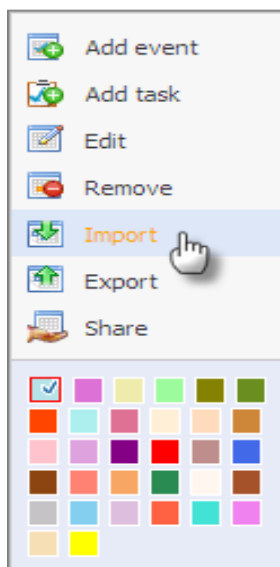 Add event
Add task
Edit
Remove
Import
Export
Share